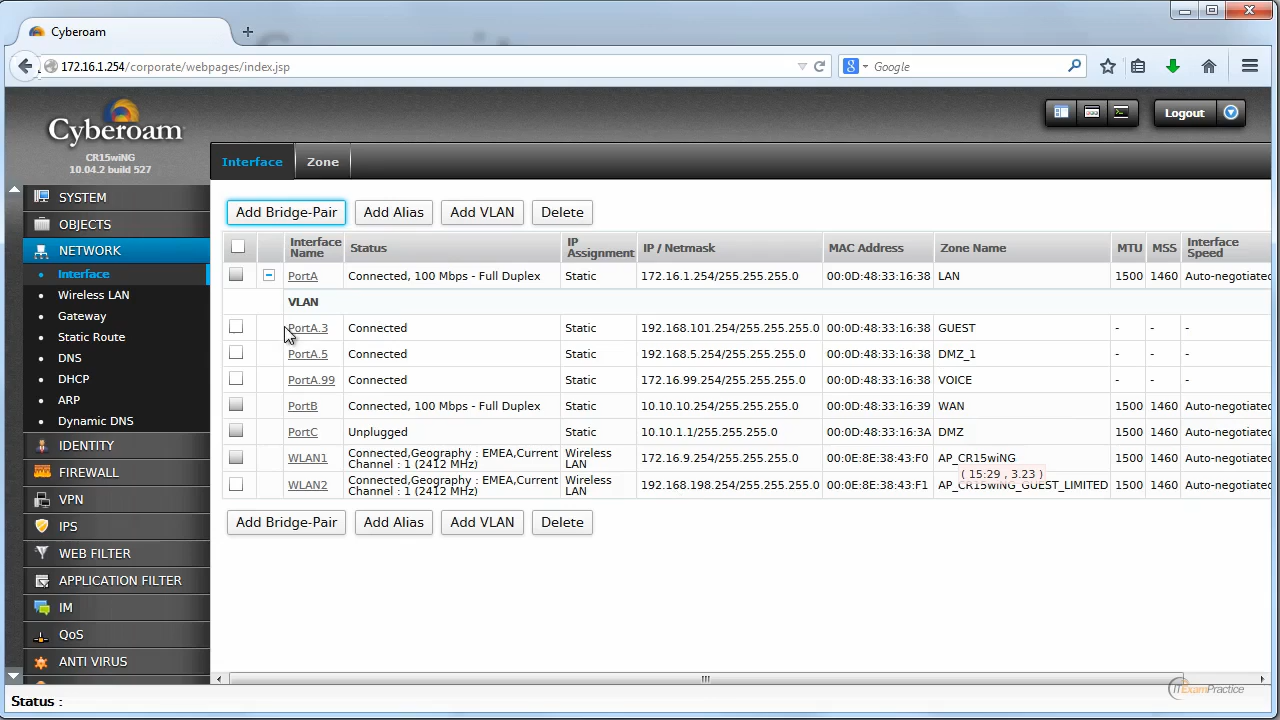 Cyberoam
172.16.1.254/corporate/webpages/index.jsp
Google
Cyberoam
CR15wiNG
10.04.2 build 527
Logout
Interface Zone
SYSTEM
OBJECTS
NETWORK
Interface
Wireless LAN
Gateway
Static Route
DNS
DHCP
ARP
Dynamic DNS
IDENTITY
FIREWALL
VPN
IPS
WEB FILTER
APPLICATION FILTER
IM
QoS
ANTI VIRUS
Add Bridge-Pair Add Alias Add VLAN Delete
Interface Name Status IP Assignment IP / Netmask MAC Address Zone Name MTU MSS Interface Speed
PortA Connected, 100 Mbps - Full Duplex Static 172.16.1.254/255.255.255.0 00:0D:48:33:16:38 LAN 1500 1460 Auto-negotiated
VLAN
PortA.3 Connected Static 192.168.101.254/255.255.255.0 00:0D:48:33:16:38 GUEST - - -
PortA.5 Connected Static 192.168.5.254/255.255.255.0 00:0D:48:33:16:38 DMZ_1 - - -
PortA.99 Connected Static 172.16.99.254/255.255.255.0 00:0D:48:33:16:38 VOICE - - -
PortB Connected, 100 Mbps - Full Duplex Static 10.10.10.254/255.255.255.0 00:0D:48:33:16:39 WAN 1500 1460 Auto-negotiated
PortC Unplugged Static 10.10.1.1/255.255.255.0 00:0D:48:33:16:3A DMZ 1500 1460 Auto-negotiated
WLAN1 Connected,Geography : EMEA,Current Channel : 1 (2412 MHz) Wireless LAN 172.16.9.254/255.255.255.0 00:0E:8E:38:43:F0 AP_CR15wiNG 1500 1460 Auto-negotiated
( 15:29 , 3.23 )
WLAN2 Connected,Geography : EMEA,Current Channel : 1 (2412 MHz) Wireless LAN 192.168.198.254/255.255.255.0 00:0E:8E:38:43:F1 AP_CR15wiNG_GUEST_LIMITED 1500 1460 Auto-negotiated
Add Bridge-Pair Add Alias Add VLAN Delete
Status :
ITExamPractice